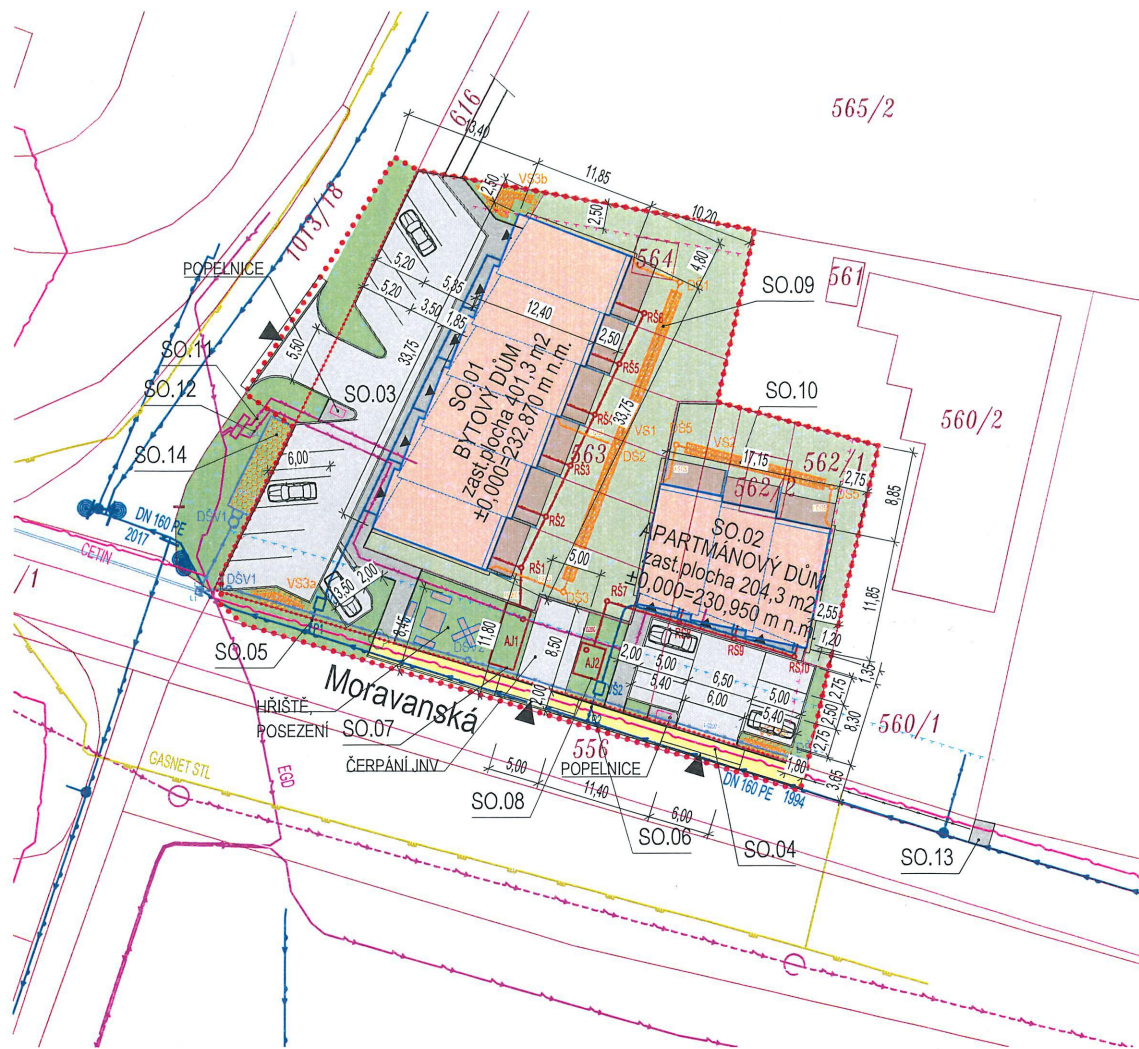 565/2
616
13,40
11,85
10,20
VS3b
2,50
2,50
1013/18
564
4,80
561
POPELNICE
5,20
5,85
DŠ1
SO.09
5,20
3,50
1,85
12,40
RŠ6
5,50
33,75
2,50
RŠ5
SO.11
SO.12
SO.03
SO.01
BYTOVÝ DŮM
zast.plocha 401,3 m2
±0,000=232,870 m n.m.
RŠ4
33,75
SO.10
560/2
SO.14
VS1
DŠ2
563
DŠ5
VS2
17,15
562/1
6,00
RŠ3
562/2
2,75
DŠ5
8,85
DN 160 PE
2017
DŠV1
RŠ2
SO.02
APARTMÁNOVÝ DŮM
zast.plocha 204,3 m2
±0,000=230,950 m n.m.
CETIN
/1
DŠV1
VS3a
3,50
2,00
RŠ1
5,00
DŠ3
RŠ7
2,55
11,85
SO.05
8,45
11,80
AJ1
8,50
AJ2
2,00
5,00
RŠ9
RŠ10
1,20
1,35
DŠV2
VŠ2
5,40
6,50
6,00
5,00
5,40
2,75
2,50
2,75
8,30
560/1
Moravanská
HŘIŠTĚ,
POSEZENÍ
SO.07
2,00
556
ČERPÁNÍ JNV
POPELNICE
1,80
3,65
GASNET STL
EGD
5,00
11,40
6,00
DN 160 PE 1994
SO.08
SO.06
SO.04
SO.13